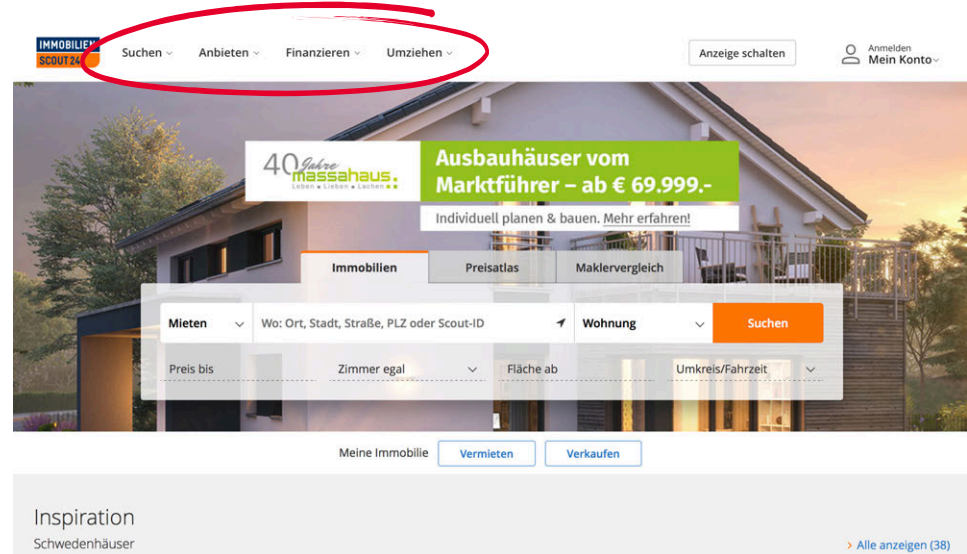 IMMOBILIEN
SCOUT24
Suchen Anbieten Finanzieren Umziehen
Anzeige schalten
Anmelden
Mein Konto
40 Jahre
massahaus.
Leben Lieben Lachen
Ausbauhäuser vom
Marktführer – ab € 69.999.-
Individuell planen & bauen. Mehr erfahren!
Immobilien Preisatlas Maklervergleich
Mieten Wo: Ort, Stadt, Straße, PLZ oder Scout-ID Wohnung Suchen
Preis bis Zimmer egal Fläche ab Umkreis/Fahrzeit
Meine Immobilie Vermieten Verkaufen
Inspiration
Schwedenhäuser
> Alle anzeigen (38)